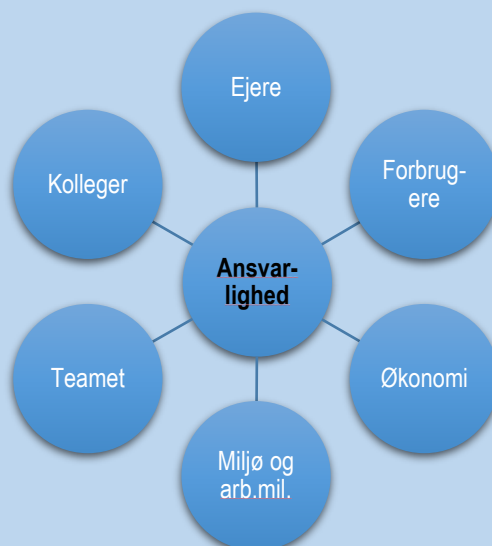 Ejere
Kolleger
Forbrug-
ere
Ansvar-
lighed
Teamet
Økonomi
Miljø og
arb.mil.